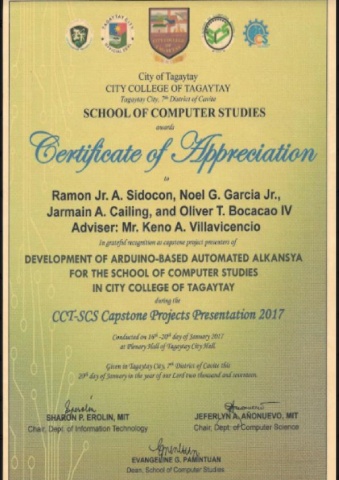 City of Tagaytay
CITY COLLEGE OF TAGAYTAY
Tagaytay City, 7th District of Cavite
SCHOOL OF COMPUTER STUDIES
awards
Certificate of Appreciation
to
Ramon Jr. A. Sidocon, Noel G. Garcia Jr.,
Jarmain A. Cailing, and Oliver T. Bocacao IV
Adviser: Mr. Keno A. Villavicencio
In grateful recognition as capstone project presenters of
DEVELOPMENT OF ARDUINO-BASED AUTOMATED ALKANSYA
FOR THE SCHOOL OF COMPUTER STUDIES
IN CITY COLLEGE OF TAGAYTAY
during the
CCT-SCS Capstone Projects Presentation 2017
Conducted on 16th-20th day of January 2017
at Plenary Hall of Tagaytay City Hall.
Given in Tagaytay City, 7th District of Cavite this
20th day of January in the year of our Lord two thousand and seventeen.
SHARON P. EROLIN, MIT
Chair, Dept. of Information Technology
JEFERLYN A. AÑONUEVO, MIT
Chair, Dept. of Computer Science
EVANGELINE G. PAMINTUAN
Dean, School of Computer Studies